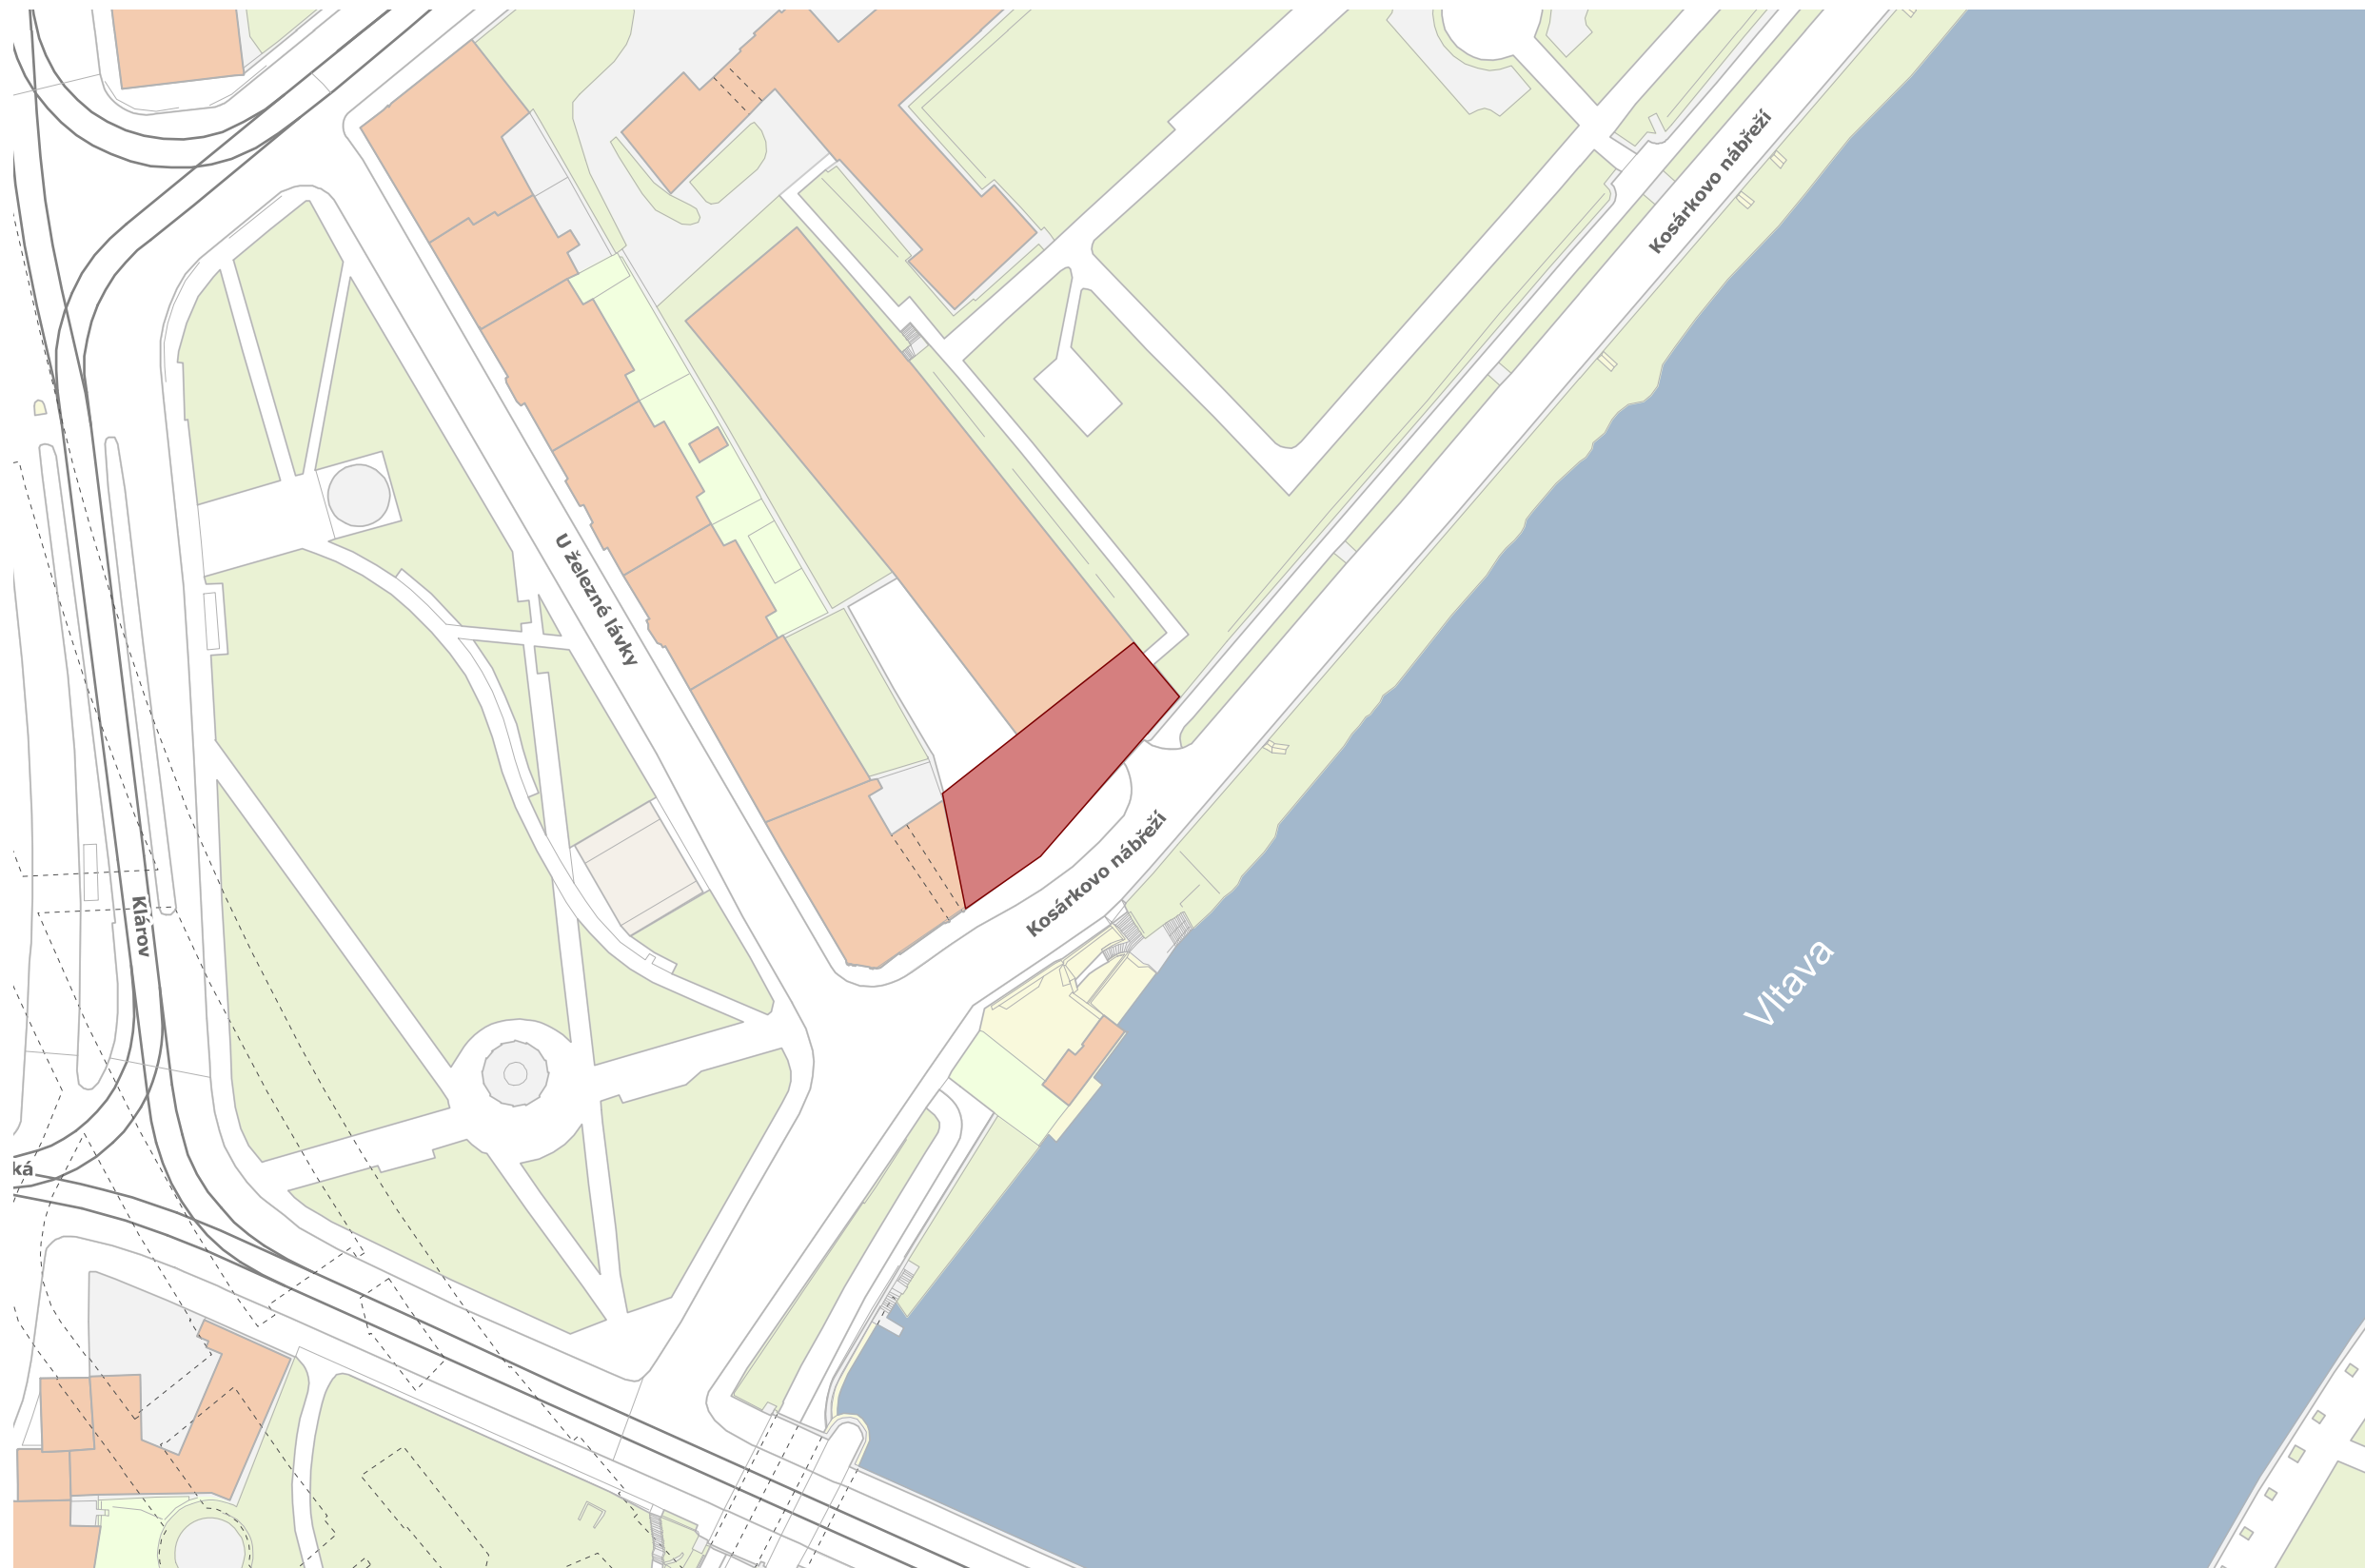 Kosárkovo nábřeží
U železné lávky
Kosárkovo nábřeží
Klárov
Vltava
ká